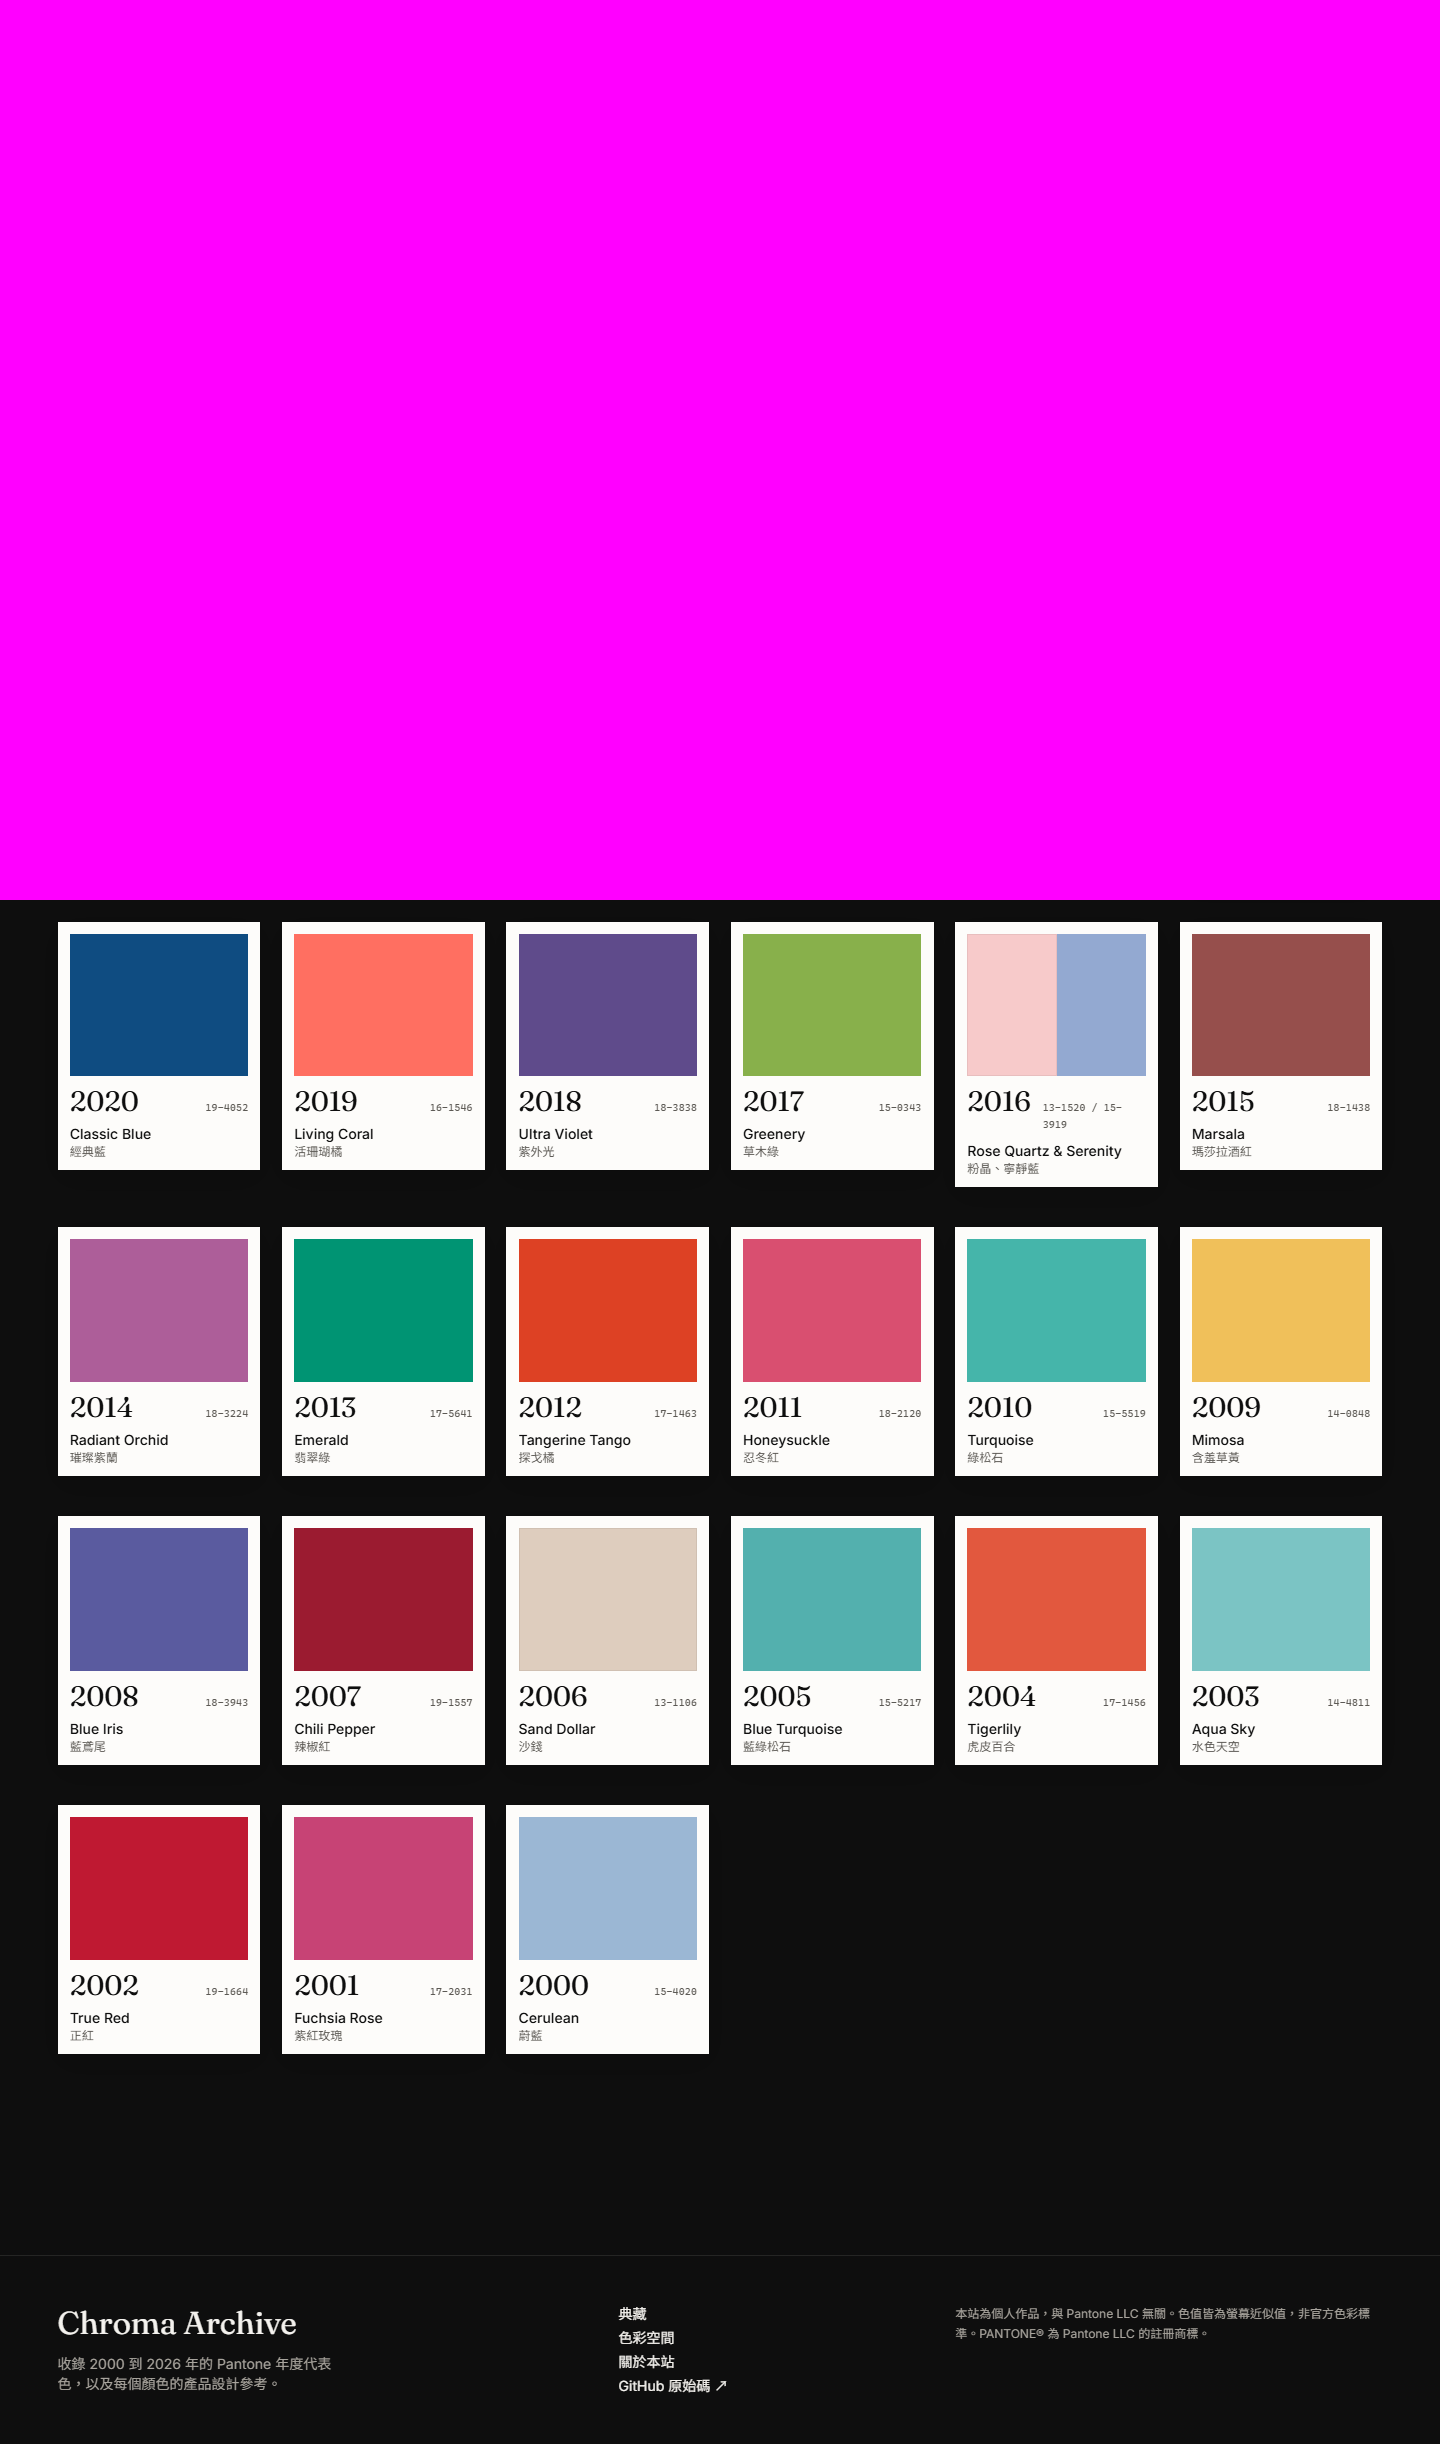 2020 19-4052
Classic Blue
經典藍
2019 16-1546
Living Coral
活珊瑚橘
2018 18-3838
Ultra Violet
紫外光
2017 15-0343
Greenery
草木綠
2016 13-1520 / 15-
3919
Rose Quartz & Serenity
粉晶、寧靜藍
2015 18-1438
Marsala
瑪莎拉酒紅
2014 18-3224
Radiant Orchid
璀璨紫蘭
2013 17-5641
Emerald
翡翠綠
2012 17-1463
Tangerine Tango
探戈橘
2011 18-2120
Honeysuckle
忍冬紅
2010 15-5519
Turquoise
綠松石
2009 14-0848
Mimosa
含羞草黃
2008 18-3943
Blue Iris
藍鳶尾
2007 19-1557
Chili Pepper
辣椒紅
2006 13-1106
Sand Dollar
沙錢
2005 15-5217
Blue Turquoise
藍綠松石
2004 17-1456
Tigerlily
虎皮百合
2003 14-4811
Aqua Sky
水色天空
2002 19-1664
True Red
正紅
2001 17-2031
Fuchsia Rose
紫紅玫瑰
2000 15-4020
Cerulean
蔚藍
Chroma Archive
收錄 2000 到 2026 年的 Pantone 年度代表
色，以及每個顏色的產品設計參考。
典藏
色彩空間
關於本站
GitHub 原始碼 ↗
本站為個人作品，與 Pantone LLC 無關。色值皆為螢幕近似值，非官方色彩標
準。PANTONE® 為 Pantone LLC 的註冊商標。